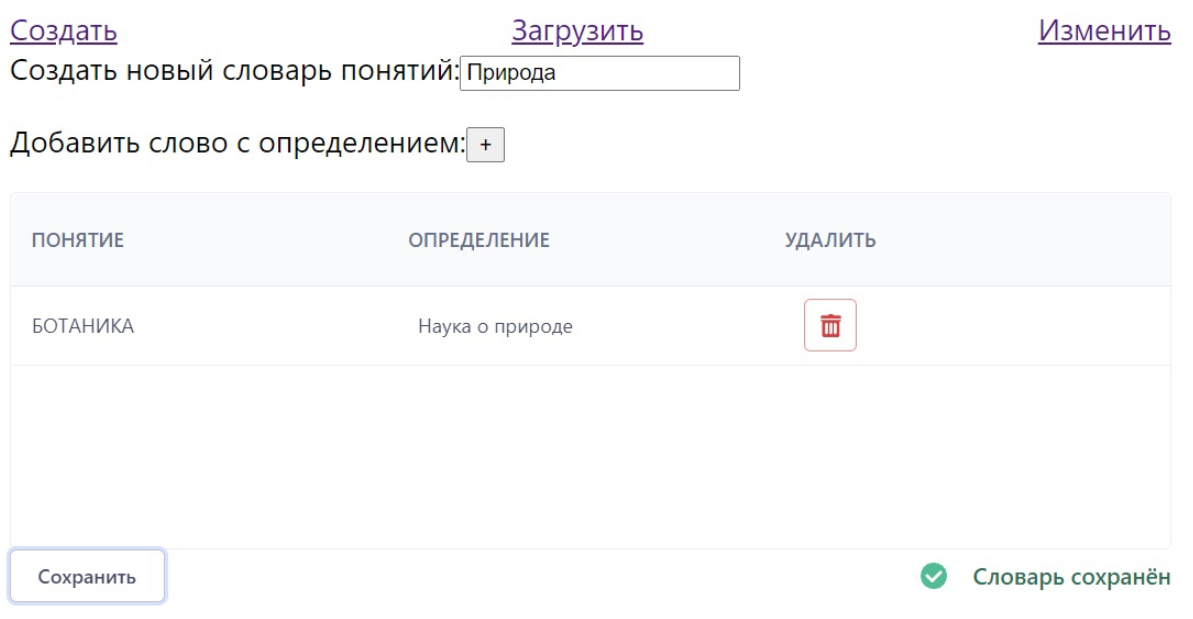 Создать Загрузить Изменить
Создать новый словарь понятий: Природа
Добавить слово с определением: +
ПОНЯТИЕ ОПРЕДЕЛЕНИЕ УДАЛИТЬ
БОТАНИКА Наука о природе
Сохранить Словарь сохранён